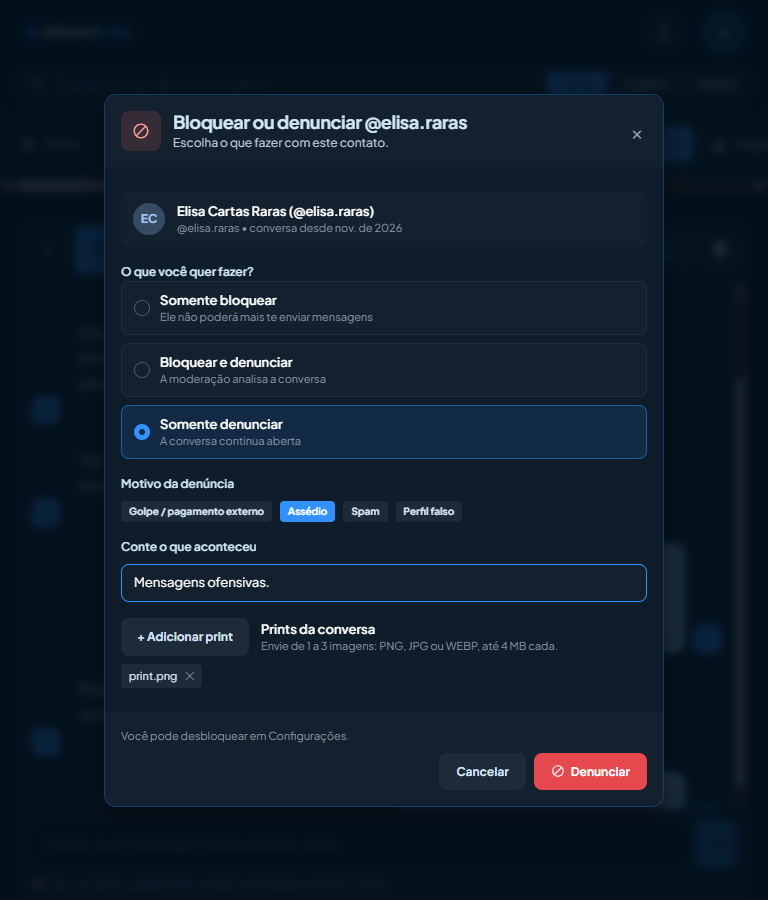 Bloquear ou denunciar @elisa.raras
Escolha o que fazer com este contato.
EC
Elisa Cartas Raras (@elisa.raras)
@elisa.raras • conversa desde nov. de 2026
O que você quer fazer?
Somente bloquear
Ele não poderá mais te enviar mensagens
Bloquear e denunciar
A moderação analisa a conversa
Somente denunciar
A conversa continua aberta
Motivo da denúncia
Golpe / pagamento externo Assédio Spam Perfil falso
Conte o que aconteceu
Mensagens ofensivas.
+ Adicionar print
Prints da conversa
Envie de 1 a 3 imagens: PNG, JPG ou WEBP, até 4 MB cada.
print.png
Você pode desbloquear em Configurações.
Cancelar Denunciar